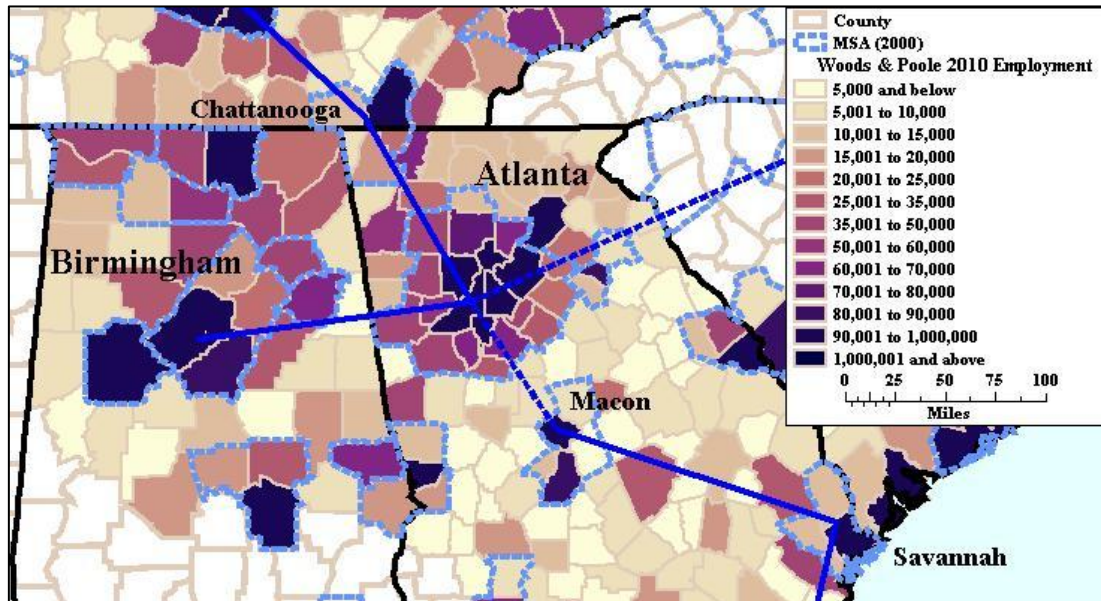 County
MSA (2000)
Woods & Poole 2010 Employment
5,000 and below
5,001 to 10,000
10,001 to 15,000
15,001 to 20,000
20,001 to 25,000
25,001 to 35,000
35,001 to 50,000
50,001 to 60,000
60,001 to 70,000
70,001 to 80,000
80,001 to 90,000
90,001 to 1,000,000
1,000,001 and above
0 25 50 75 100
Miles
Chattanooga
Atlanta
Birmingham
Macon
Savannah